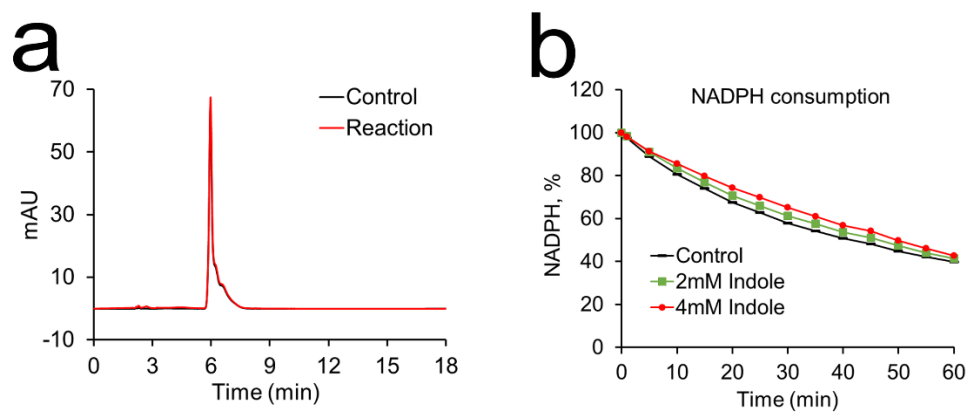 a
70
50
30
10
-10
mAU
Control
Reaction
0 3 6 9 12 15 18
Time (min)
b
NADPH consumption
120
100
80
60
40
20
0
NADPH, %
Control
2mM Indole
4mM Indole
0 10 20 30 40 50 60
Time (min)